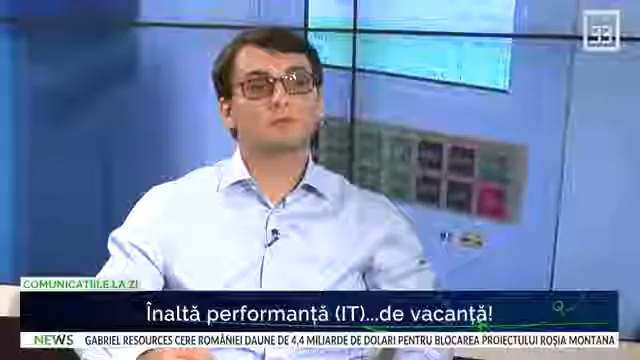 COMUNICATIILE LA ZI
Înaltă performanță (IT)...de vacanță!
NEWS GABRIEL RESOURCES CERE ROMÂNIEI DAUNE DE 4,4 MILIARDE DE DOLARI PENTRU BLOCAREA PROIECTULUI ROȘIA MONTANA